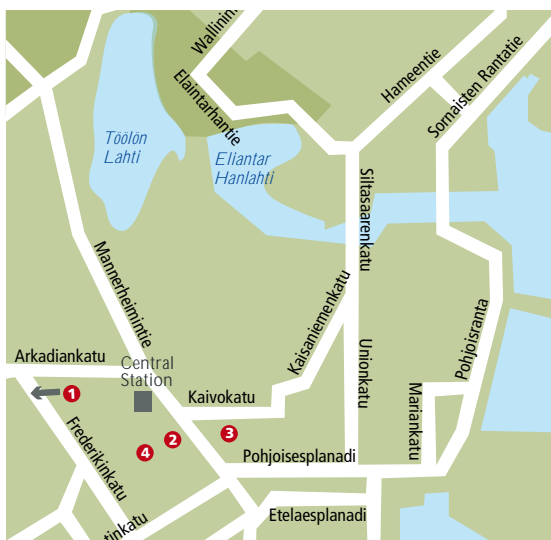 Wallinin
Hameentie
Sornaisten Rantatie
Elaintarhantie
Töölön
Lahti
Eliantar
Hanlahti
Siltasaarenkatu
Mannerheimintie
Kaisaniemenkatu
Unionkatu
Pohjoisranta
Arkadiankatu
Central
Station
1
Kaivokatu
Mariankatu
Frederikinkatu
2
3
4
Pohjoisesplanadi
Etelaesplanadi
tinkatu